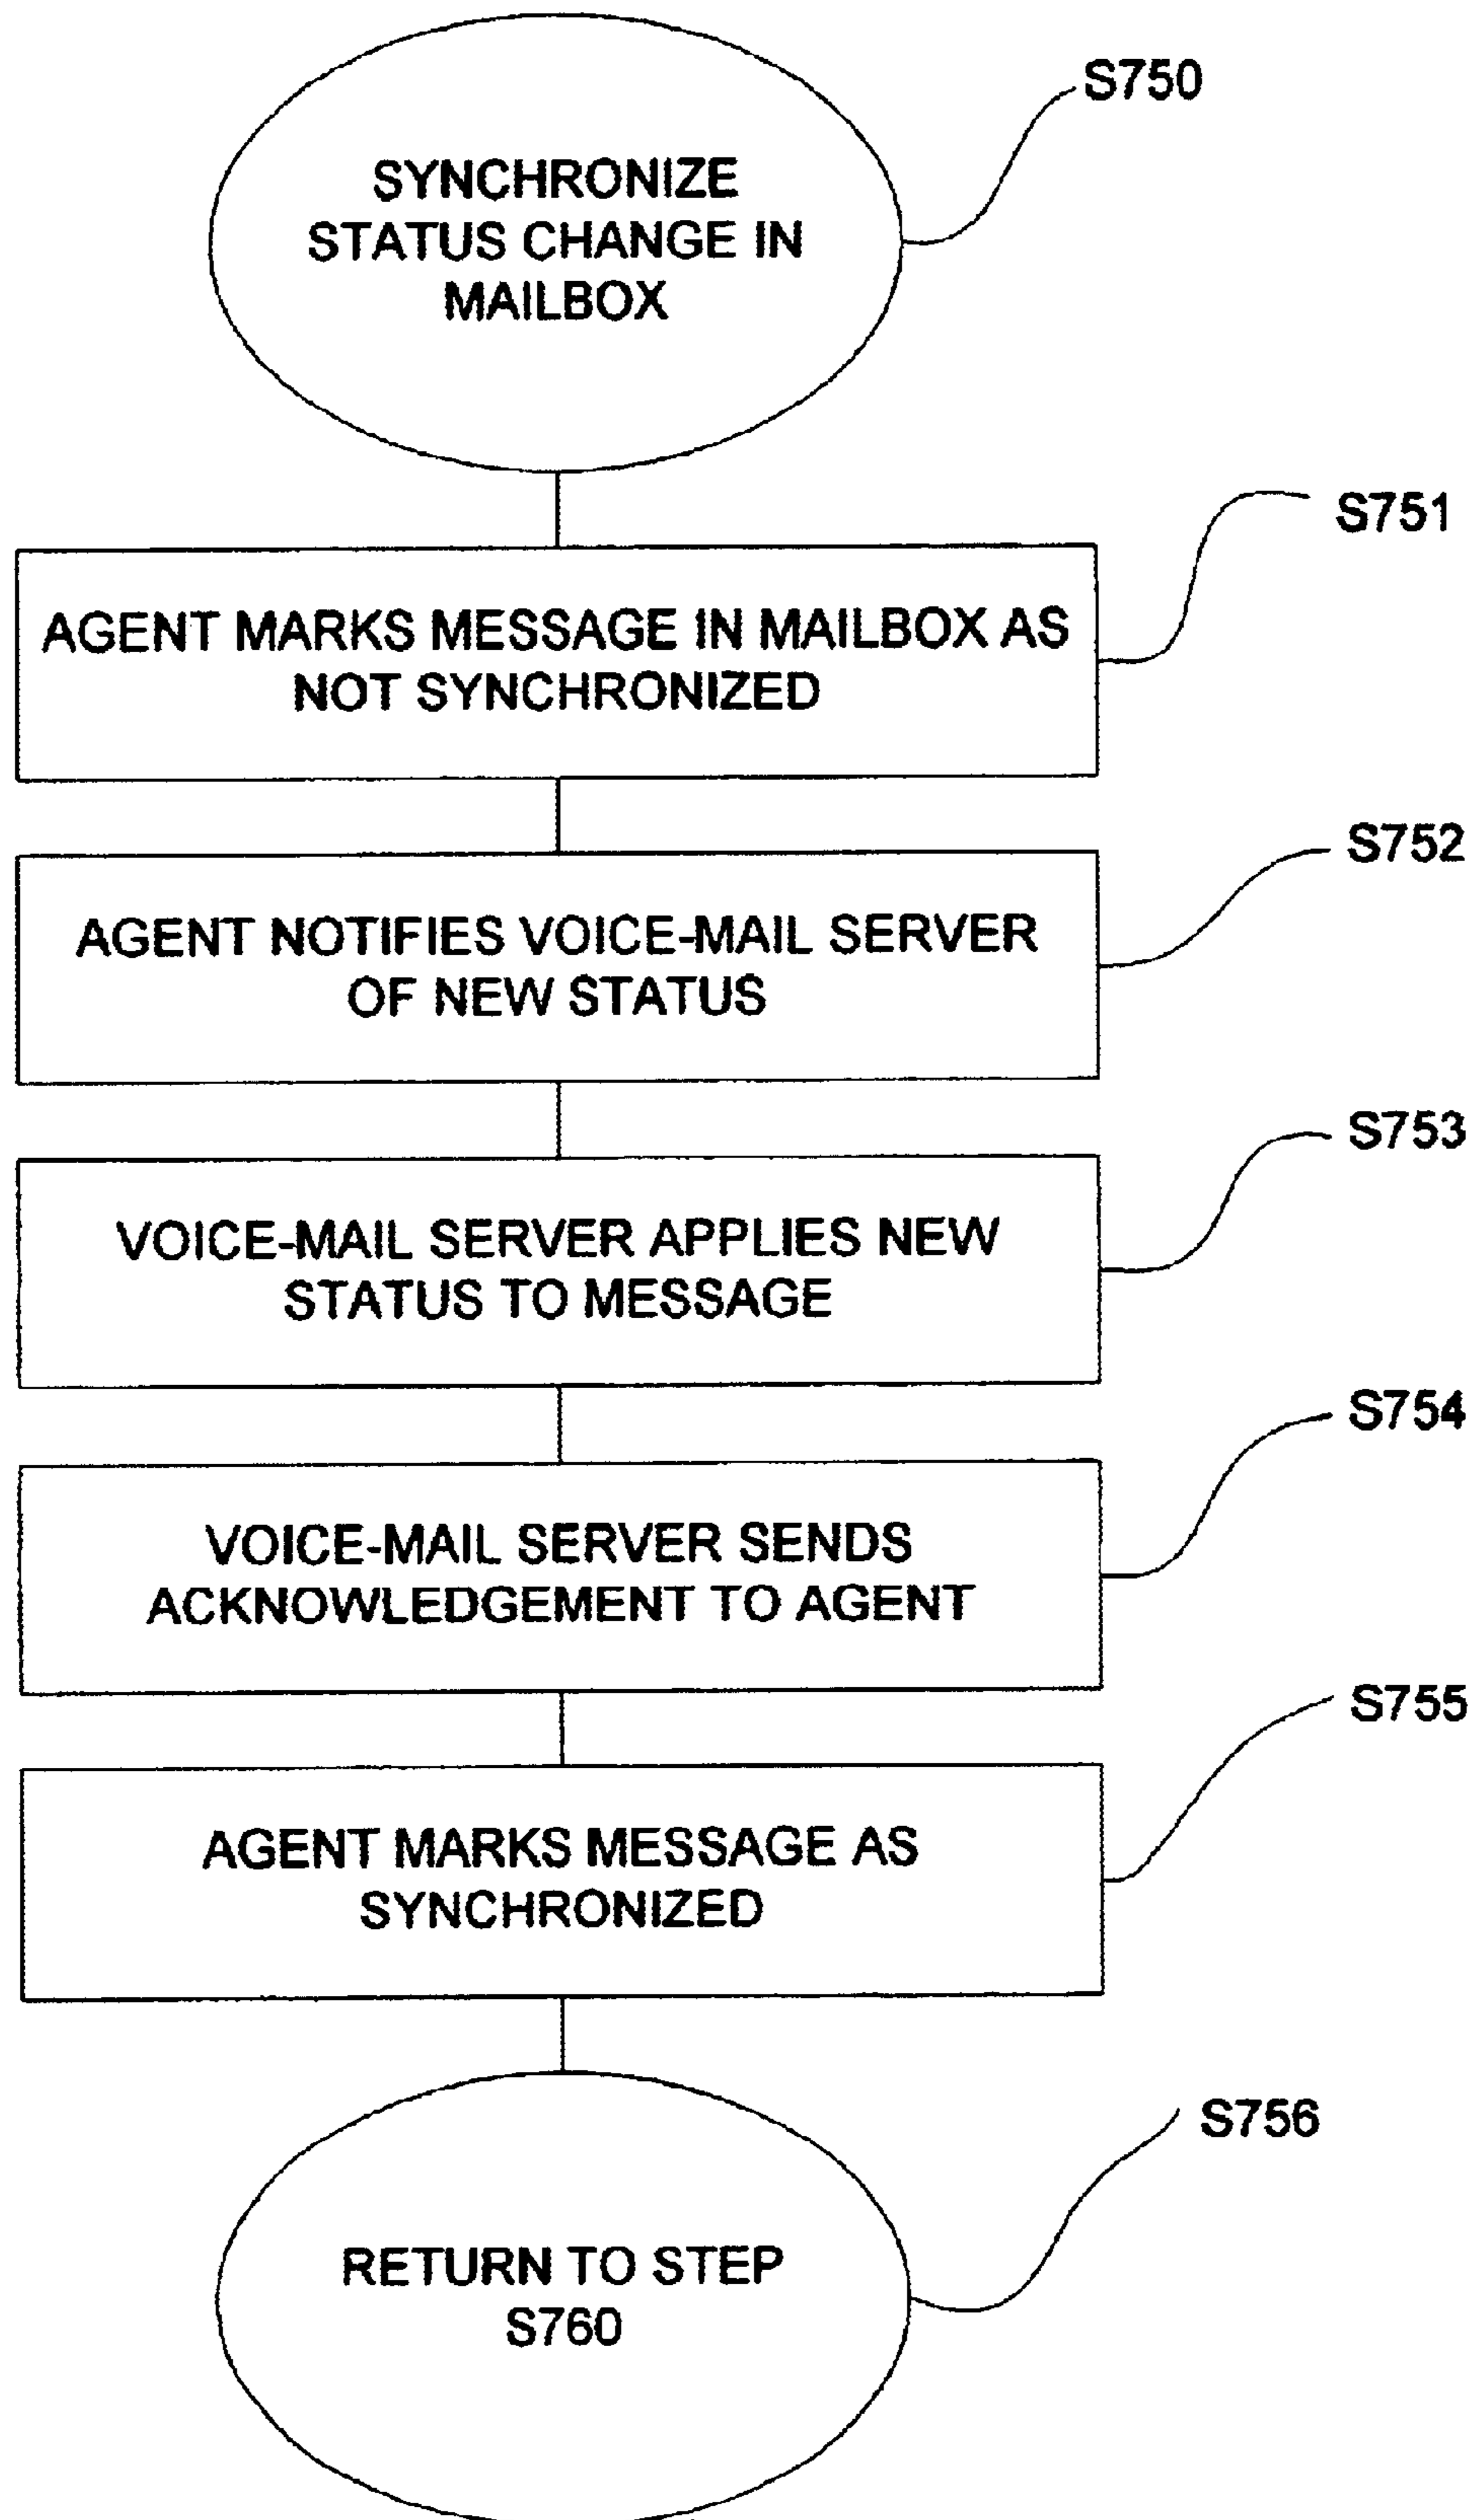 S750
SYNCHRONIZE
STATUS CHANGE IN
MAILBOX
S751
AGENT MARKS MESSAGE IN MAILBOX AS
NOT SYNCHRONIZED
S752
AGENT NOTIFIES VOICE-MAIL SERVER
OF NEW STATUS
S753
VOICE-MAIL SERVER APPLIES NEW
STATUS TO MESSAGE
S754
VOICE-MAIL SERVER SENDS
ACKNOWLEDGEMENT TO AGENT
S755
AGENT MARKS MESSAGE AS
SYNCHRONIZED
S756
RETURN TO STEP
S760